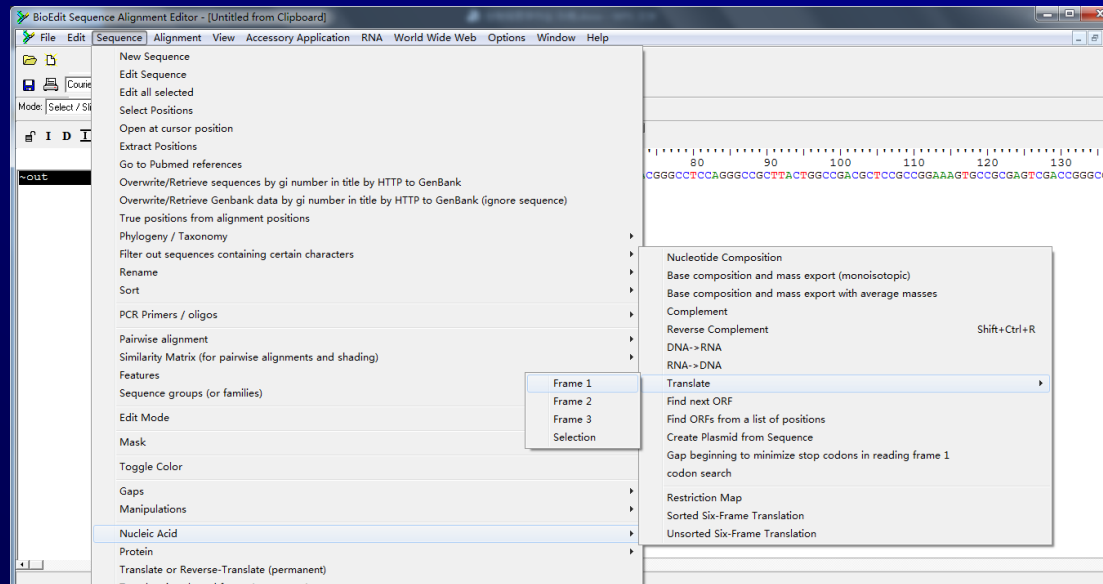 BioEdit Sequence Alignment Editor - [Untitled from Clipboard]
File Edit Sequence Alignment View Accessory Application RNA World Wide Web Options Window Help
New Sequence
Edit Sequence
Edit all selected
Select Positions
Open at cursor position
Extract Positions
Go to Pubmed references
Overwrite/Retrieve sequences by gi number in title by HTTP to GenBank
Overwrite/Retrieve Genbank data by gi number in title by HTTP to GenBank (ignore sequence)
True positions from alignment positions
Phylogeny / Taxonomy
Filter out sequences containing certain characters
Rename
Sort
PCR Primers / oligos
Pairwise alignment
Similarity Matrix (for pairwise alignments and shading)
Features
Sequence groups (or families)
Edit Mode
Mask
Toggle Color
Gaps
Manipulations
Nucleic Acid
Protein
Translate or Reverse-Translate (permanent)
Courie
Mode: Select / Sli
I D I
~out
80 90 100 110 120 130
CGGGCCTCCAGGGCCGCTTACTGGCCGACGCTCCGCCGGAAAGTGCCGCGAGTCGACCGGGC
Nucleotide Composition
Base composition and mass export (monoisotopic)
Base composition and mass export with average masses
Complement
Reverse Complement Shift+Ctrl+R
DNA->RNA
RNA->DNA
Translate
Find next ORF
Find ORFs from a list of positions
Create Plasmid from Sequence
Gap beginning to minimize stop codons in reading frame 1
codon search
Restriction Map
Sorted Six-Frame Translation
Unsorted Six-Frame Translation
Frame 1
Frame 2
Frame 3
Selection